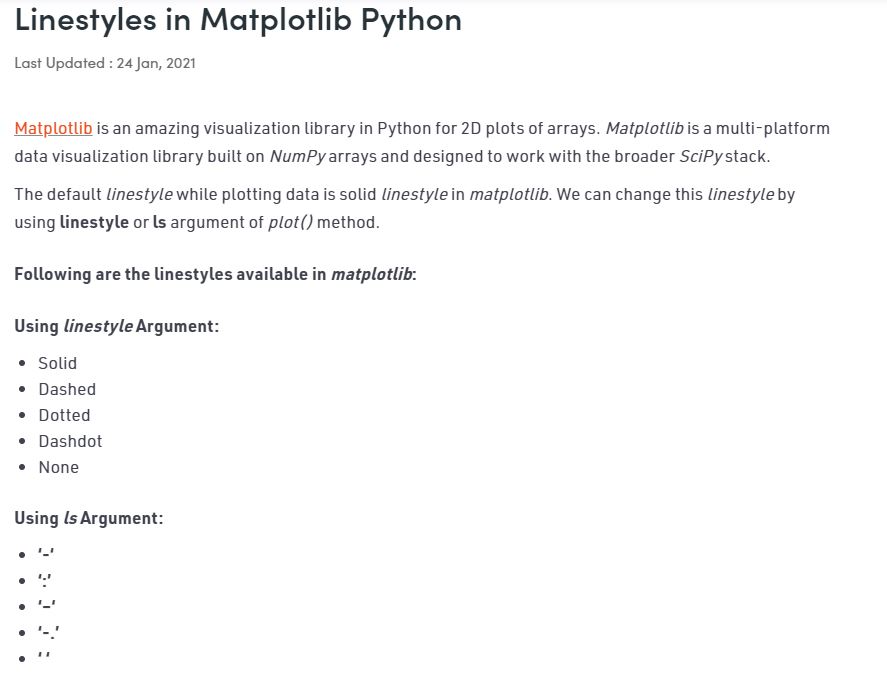 Linestyles in Matplotlib Python
Last Updated : 24 Jan, 2021
Matplotlib is an amazing visualization library in Python for 2D plots of arrays. Matplotlib is a multi-platform
data visualization library built on NumPy arrays and designed to work with the broader SciPy stack.
The default linestyle while plotting data is solid linestyle in matplotlib. We can change this linestyle by
using linestyle or ls argument of plot() method.
Following are the linestyles available in matplotlib:
Using linestyle Argument:
• Solid
• Dashed
• Dotted
• Dashdot
• None
Using ls Argument:
• ‘-‘
• ‘:’
• ‘–‘
• ‘-.’
• ‘ ‘